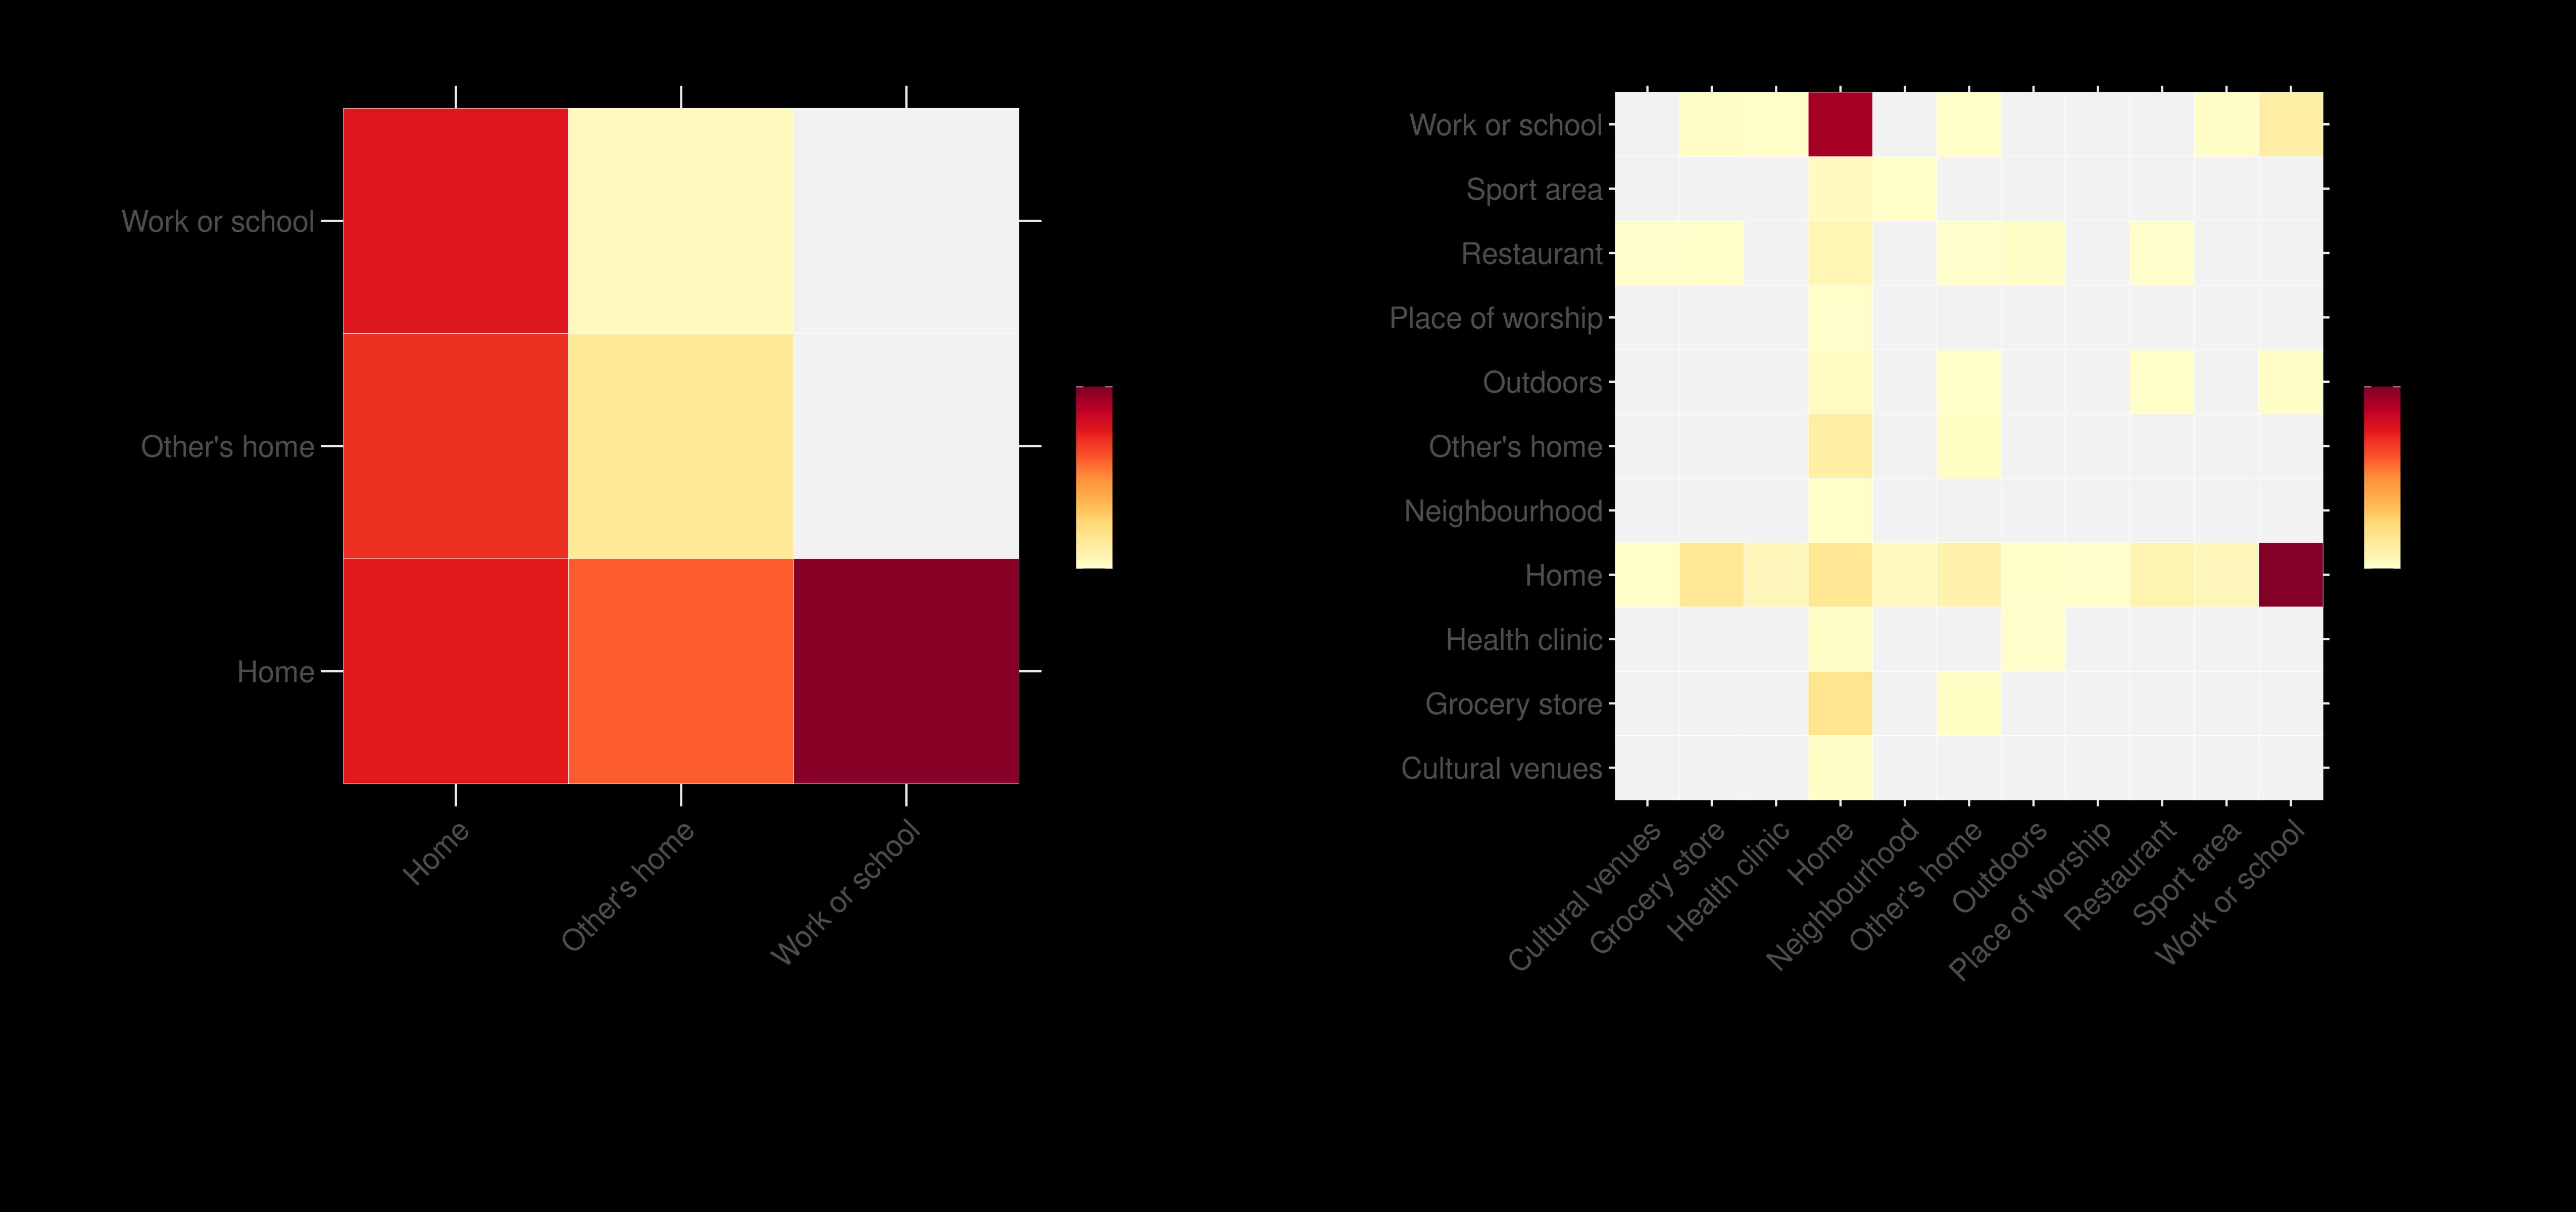 Work or school
Other's home
Home
Home
Other's home
Work or school
Work or school
Sport area
Restaurant
Place of worship
Outdoors
Other's home
Neighbourhood
Home
Health clinic
Grocery store
Cultural venues
Cultural venues
Grocery store
Health clinic
Home
Neighbourhood
Other's home
Outdoors
Place of worship
Restaurant
Sport area
Work or school